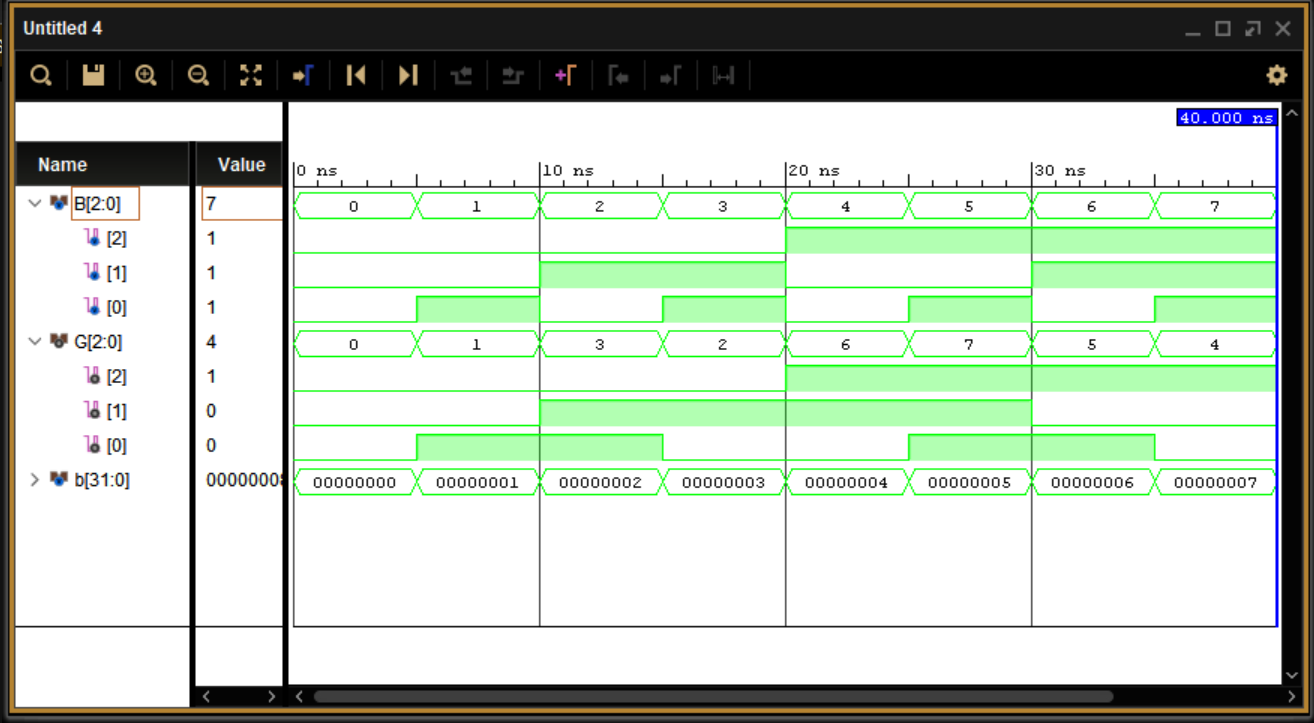 Untitled 4
40.000 ns
Name Value
0 ns 10 ns 20 ns 30 ns
B[2:0] 7 0 1 2 3 4 5 6 7
[2] 1
[1] 1
[0] 1
G[2:0] 4 0 1 3 2 6 7 5 4
[2] 1
[1] 0
[0] 0
b[31:0] 0000000 00000000 00000001 00000002 00000003 00000004 00000005 00000006 00000007